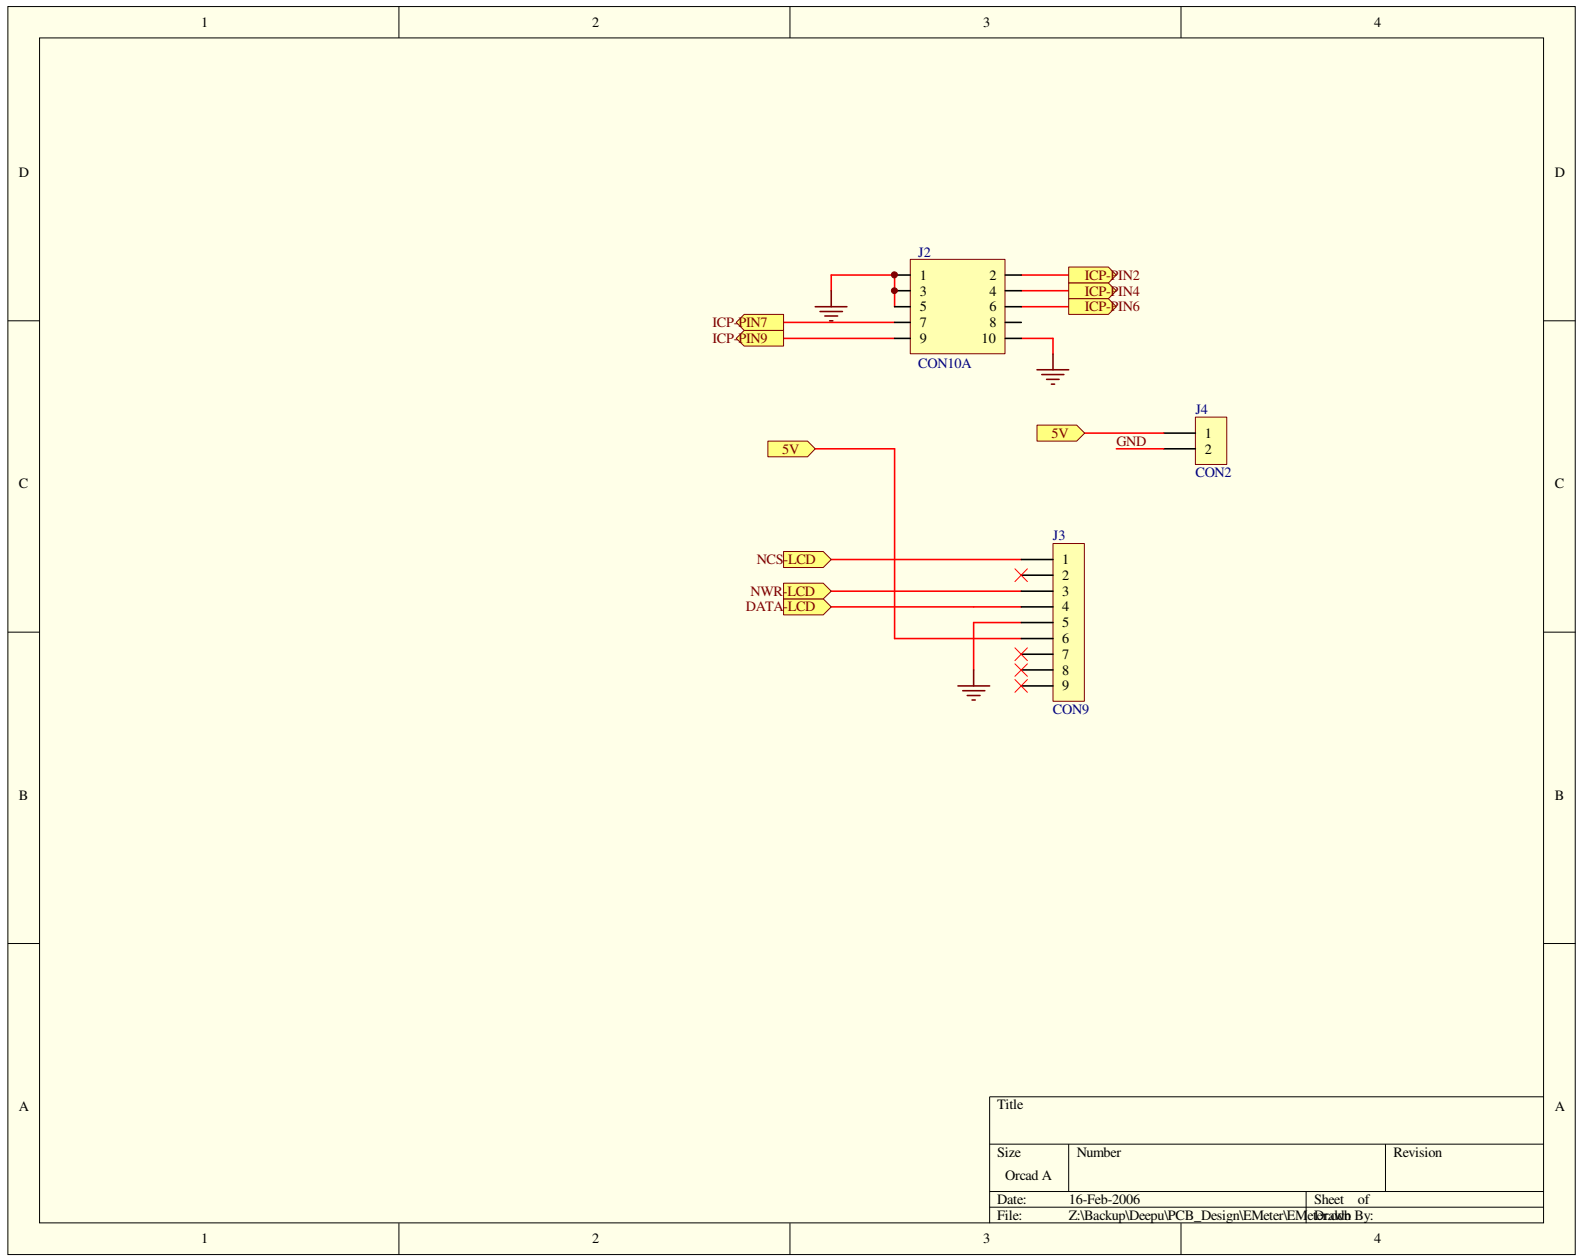 1 2 3 4
D D
J2
1 2 ICP-PIN2
3 4 ICP-PIN4
5 6 ICP-PIN6
ICP-PIN7 7 8
ICP-PIN9 9 10
CON10A
J4
5V 1
GND 2
CON2
5V
C C
J3
NCS-LCD 1
2
NWR-LCD 3
DATA-LCD 4
5
6
7
8
9
CON9
B B
A A
Title
Size Number Revision
Orcad A
Date: 16-Feb-2006 Sheet of
File: Z:\Backup\Deepu\PCB_Design\EMeter\EMeter.ddb Drawn By:
1 2 3 4